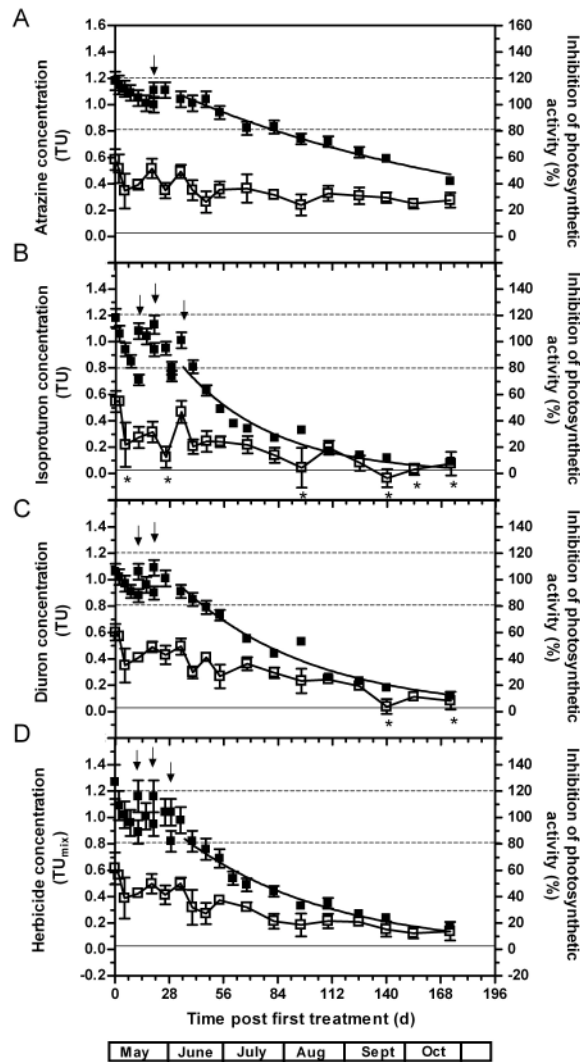 A
Atrazine concentration
(TU)
1.6
1.4
1.2
1.0
0.8
0.6
0.4
0.2
0.0
160
140
120
100
80
60
40
20
0
Inhibition of photosynthetic
activity (%)
B
Isoproturon concentration
(TU)
1.4
1.2
1.0
0.8
0.6
0.4
0.2
0.0
140
120
100
80
60
40
20
0
Inhibition of photosynthetic
activity (%)
* * * * * *
C
Diuron concentration
(TU)
1.4
1.2
1.0
0.8
0.6
0.4
0.2
0.0
140
120
100
80
60
40
20
0
Inhibition of photosynthetic
activity (%)
* *
D
Herbicide concentration
(TUmix)
1.4
1.2
1.0
0.8
0.6
0.4
0.2
0.0
-0.2
140
120
100
80
60
40
20
0
-20
Inhibition of photosynthetic
activity (%)
0 28 56 84 112 140 168 196
Time post first treatment (d)
May June July Aug Sept Oct